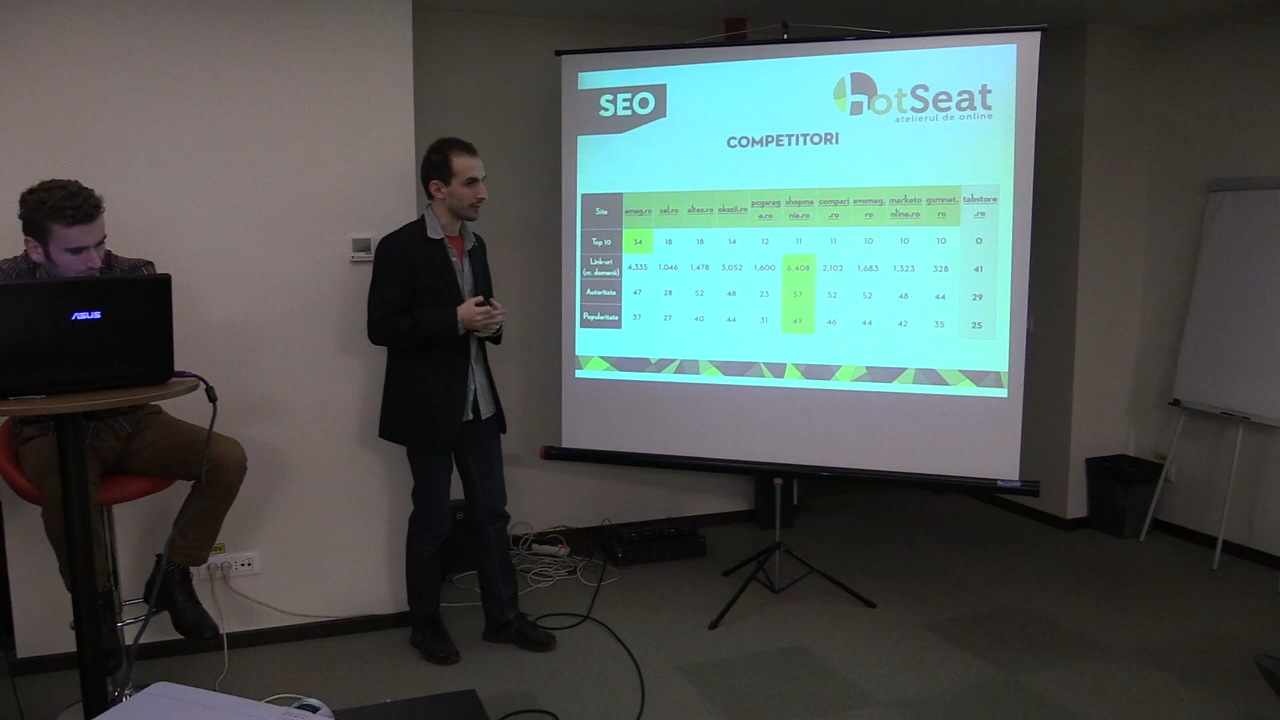 SEO
hotSeat
atelierul de online
COMPETITORI
Site emag.ro cel.ro altex.ro okazii.ro pcgarage.ro shopmania.ro compari.ro evomag.ro marketonline.ro gsmnet.ro tabstore.ro
Top 10 34 18 18 14 12 11 11 10 10 10 0
Link-uri (nr. domenii) 4,335 1,046 1,478 3,052 1,600 6,408 2,102 1,683 1,323 328 41
Autoritate 47 28 52 48 23 57 52 52 48 44 29
Popularitate 37 27 40 44 31 49 46 44 42 35 25
ASUS